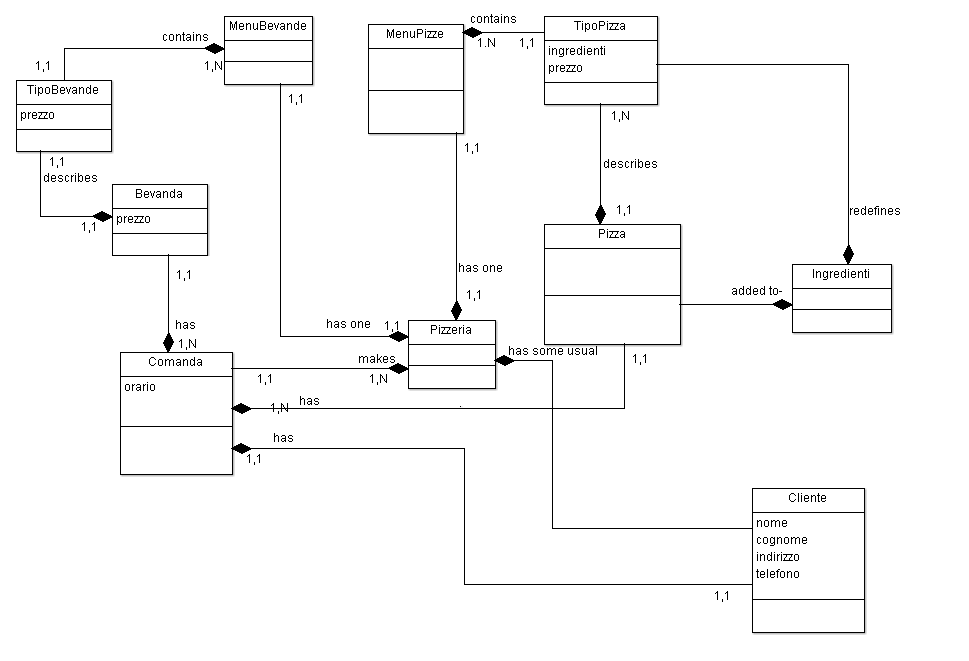 MenuBevande
contains
1,N
1,1
TipoBevande
prezzo
1,1
describes
1,1
Bevanda
prezzo
1,1
has
1,N
Comanda
orario
1,1
has one
1,1
MenuPizze
contains
1.N
1,1
TipoPizza
ingredienti
prezzo
1,N
describes
1,1
Pizza
redefines
added to-
Ingredienti
1,1
has one
1,1
Pizzeria
makes
1,1
1,N
has some usual
1,1
1,N
has
has
1,1
Cliente
nome
cognome
indirizzo
telefono
1,1